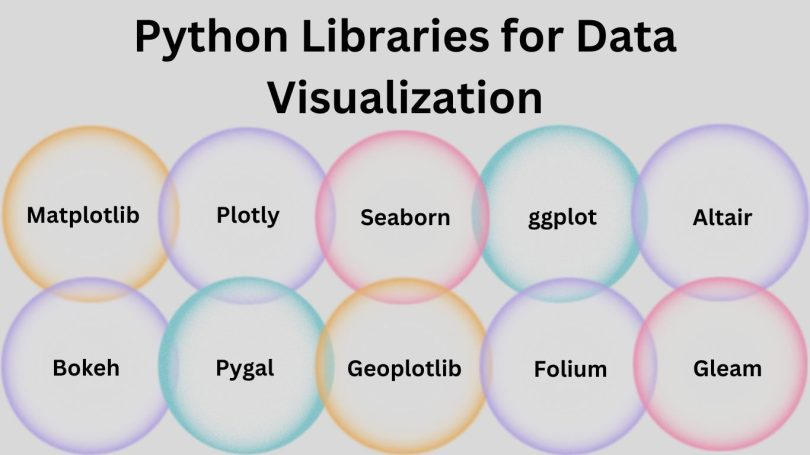 Python Libraries for Data
Visualization
Matplotlib
Plotly
Seaborn
ggplot
Altair
Bokeh
Pygal
Geoplotlib
Folium
Gleam